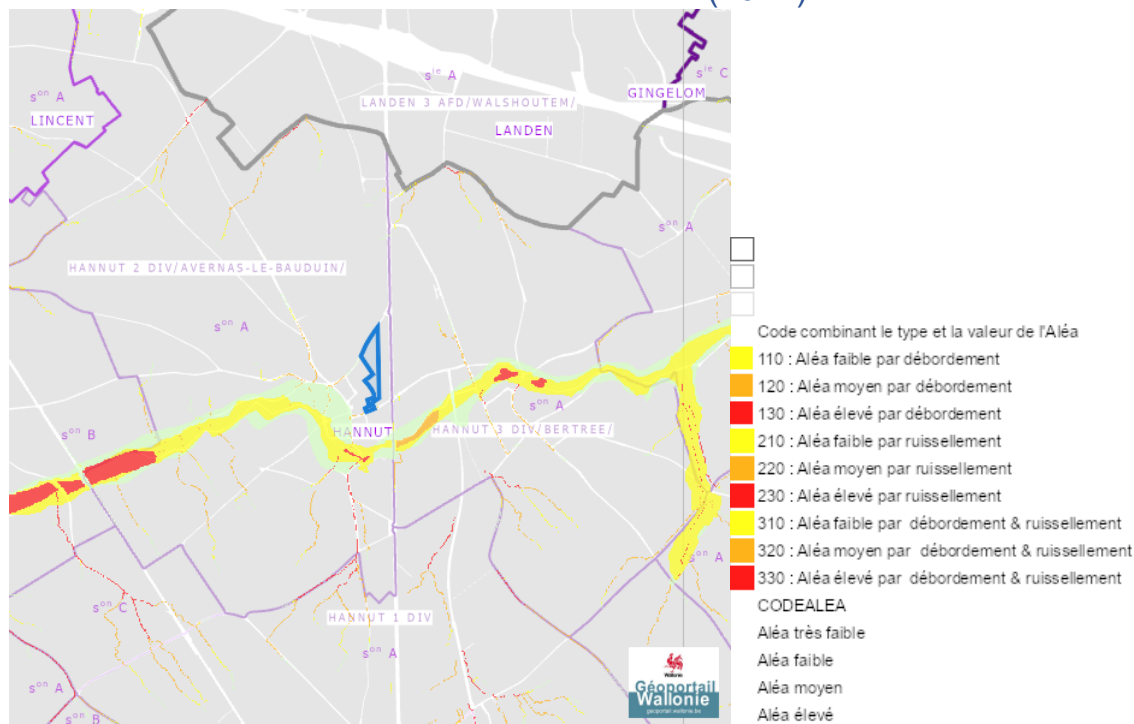 s^ie A
s^ie C
s^on A
GINGELOM
LANDEN 3 AFD/WALSHOUTEM/
LINCENT
LANDEN
s^on A
HANNUT 2 DIV/AVERNAS-LE-BAUDUIN/
s^on A
s^on A
s^on B
HANNUT
HANNUT 3 DIV/BERTREE/
s^on A
s^on C
HANNUT 1 DIV
s^on A
s^on A
s^on B
Wallonie
Géoportail
Wallonie
geoportail.wallonie.be
Code combinant le type et la valeur de l'Aléa
110 : Aléa faible par débordement
120 : Aléa moyen par débordement
130 : Aléa élevé par débordement
210 : Aléa faible par ruissellement
220 : Aléa moyen par ruissellement
230 : Aléa élevé par ruissellement
310 : Aléa faible par débordement & ruissellement
320 : Aléa moyen par débordement & ruissellement
330 : Aléa élevé par débordement & ruissellement
CODEALEA
Aléa très faible
Aléa faible
Aléa moyen
Aléa élevé